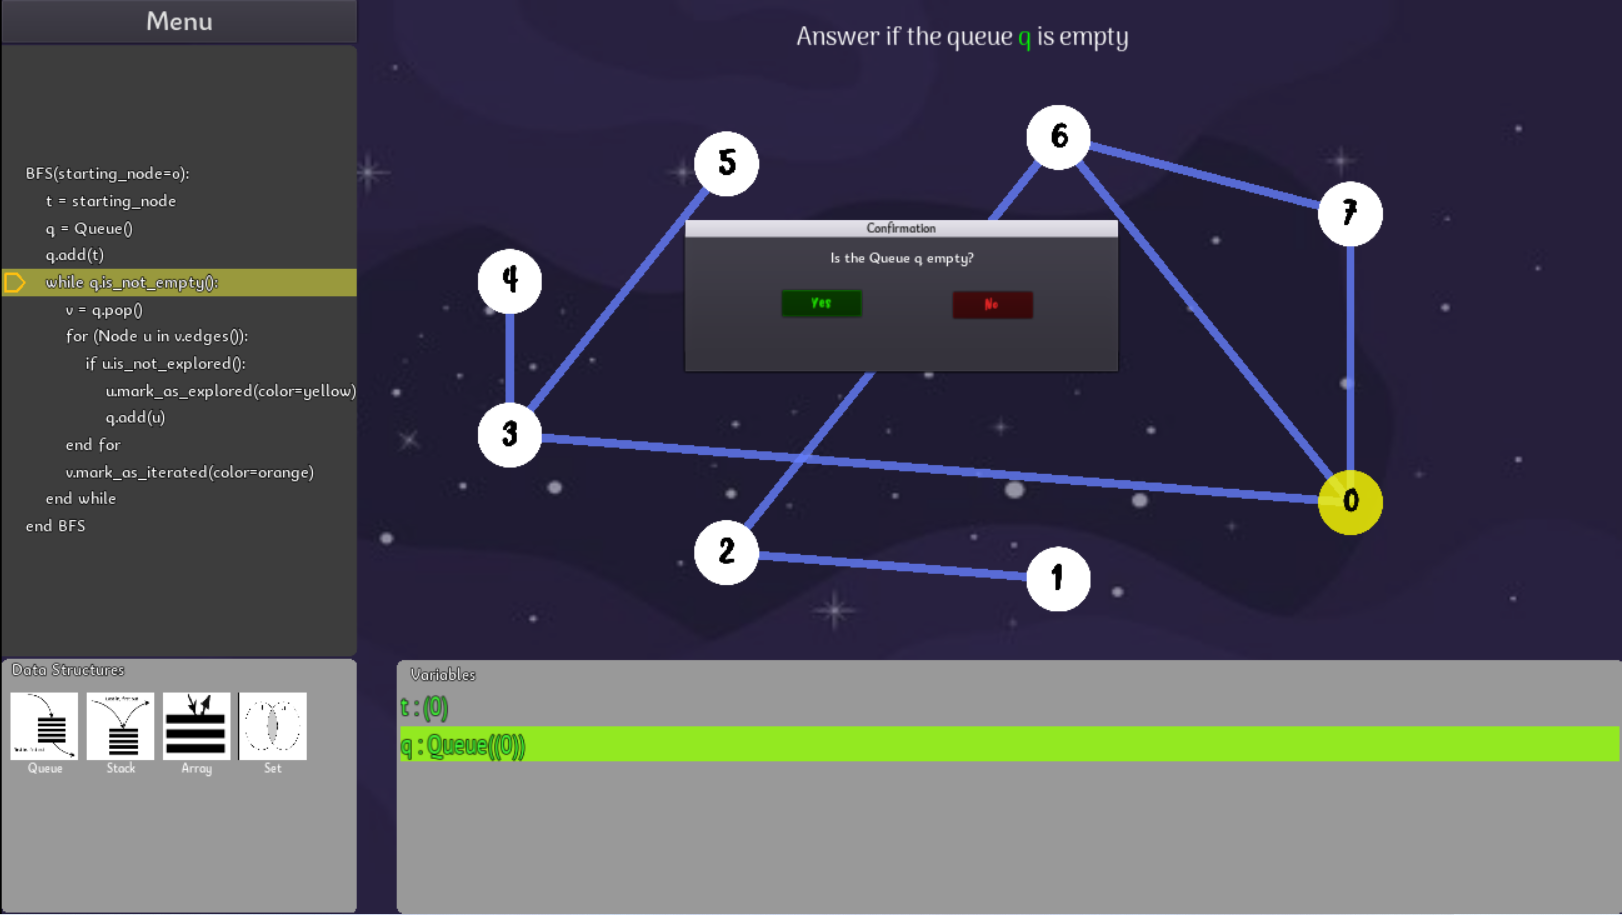 Menu
Answer if the queue q is empty
BFS(starting_node=0):
t = starting_node
q = Queue()
q.add(t)
while q.is_not_empty():
v = q.pop()
for (Node u in v.edges()):
if u.is_not_explored():
u.mark_as_explored(color=yellow)
q.add(u)
end for
v.mark_as_iterated(color=orange)
end while
end BFS
5
6
7
4
Confirmation
Is the Queue q empty?
Yes
No
3
0
2
1
Data Structures
Queue
Stack
Array
Set
Variables
t : (0)
q : Queue((0))